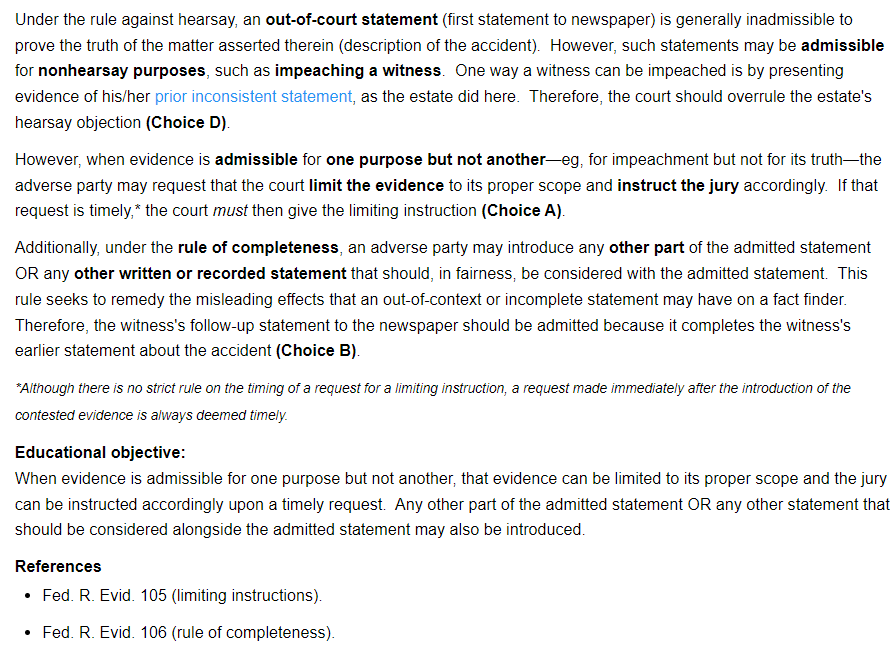 Under the rule against hearsay, an out-of-court statement (first statement to newspaper) is generally inadmissible to
prove the truth of the matter asserted therein (description of the accident).  However, such statements may be admissible
for nonhearsay purposes, such as impeaching a witness.  One way a witness can be impeached is by presenting
evidence of his/her prior inconsistent statement, as the estate did here.  Therefore, the court should overrule the estate's
hearsay objection (Choice D).
However, when evidence is admissible for one purpose but not another—eg, for impeachment but not for its truth—the
adverse party may request that the court limit the evidence to its proper scope and instruct the jury accordingly.  If that
request is timely,* the court must then give the limiting instruction (Choice A).
Additionally, under the rule of completeness, an adverse party may introduce any other part of the admitted statement
OR any other written or recorded statement that should, in fairness, be considered with the admitted statement.  This
rule seeks to remedy the misleading effects that an out-of-context or incomplete statement may have on a fact finder.
Therefore, the witness's follow-up statement to the newspaper should be admitted because it completes the witness's
earlier statement about the accident (Choice B).
*Although there is no strict rule on the timing of a request for a limiting instruction, a request made immediately after the introduction of the
contested evidence is always deemed timely.
Educational objective:
When evidence is admissible for one purpose but not another, that evidence can be limited to its proper scope and the jury
can be instructed accordingly upon a timely request.  Any other part of the admitted statement OR any other statement that
should be considered alongside the admitted statement may also be introduced.
References
• Fed. R. Evid. 105 (limiting instructions).
• Fed. R. Evid. 106 (rule of completeness).